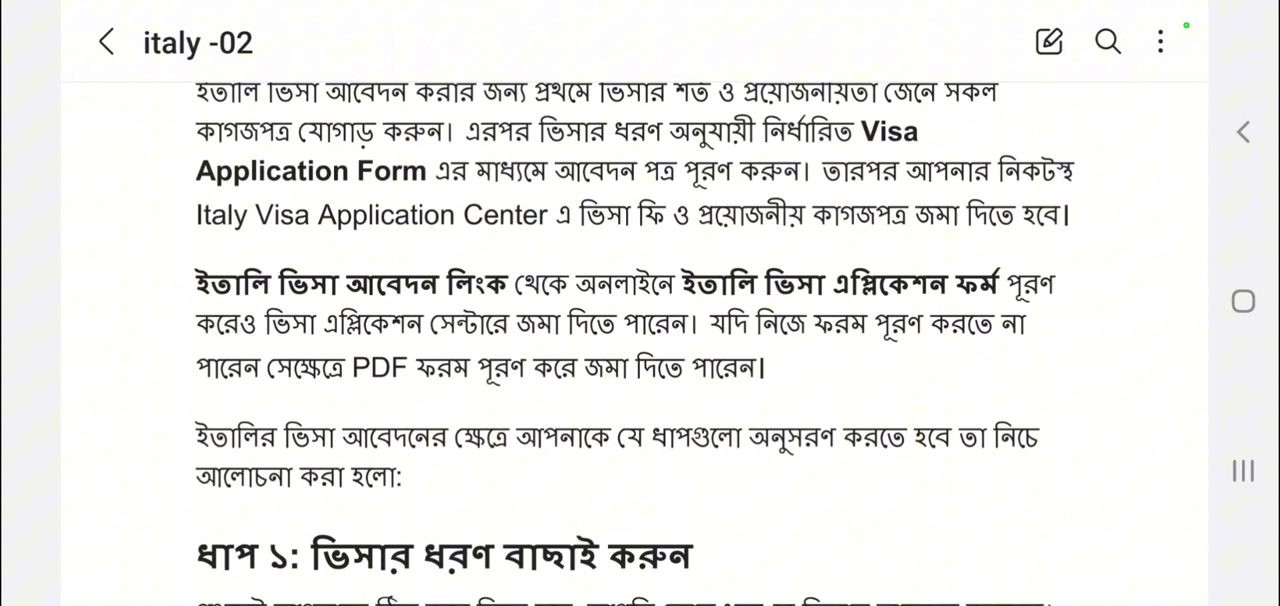 italy -02
ইতালি ভিসা আবেদন করার জন্য প্রথমে ভিসার শর্ত ও প্রয়োজনীয়তা জেনে সকল
কাগজপত্র যোগাড় করুন। এরপর ভিসার ধরণ অনুযায়ী নির্ধারিত Visa
Application Form এর মাধ্যমে আবেদন পত্র পূরণ করুন। তারপর আপনার নিকটস্থ
Italy Visa Application Center এ ভিসা ফি ও প্রয়োজনীয় কাগজপত্র জমা দিতে হবে।
ইতালি ভিসা আবেদন লিংক থেকে অনলাইনে ইতালি ভিসা এপ্লিকেশন ফর্ম পূরণ
করেও ভিসা এপ্লিকেশন সেন্টারে জমা দিতে পারেন। যদি নিজে ফরম পূরণ করতে না
পারেন সেক্ষেত্রে PDF ফরম পূরণ করে জমা দিতে পারেন।
ইতালির ভিসা আবেদনের ক্ষেত্রে আপনাকে যে ধাপগুলো অনুসরণ করতে হবে তা নিচে
আলোচনা করা হলো:
ধাপ ১: ভিসার ধরণ বাছাই করুন